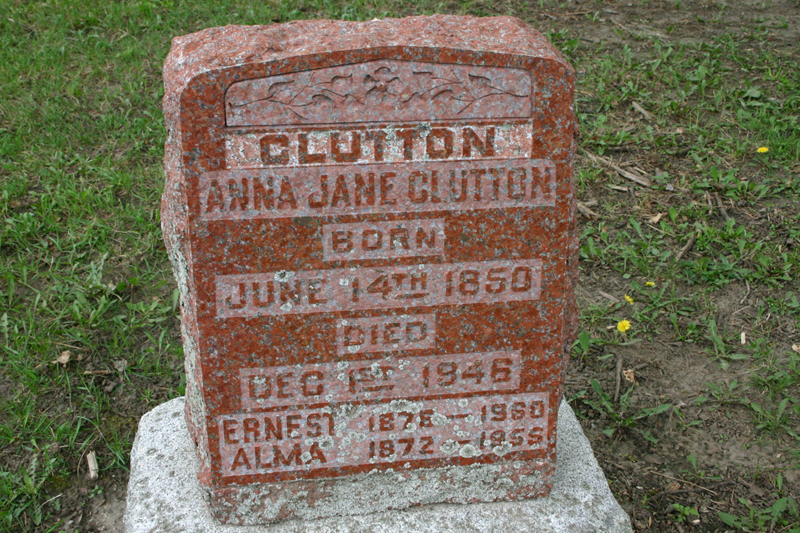 CLUTTON
ANNA JANE CLUTTON
BORN
JUNE 14TH 1850
DIED
DEC 1ST 1946
ERNEST 1876 - 1960
ALMA 1872 - 1955